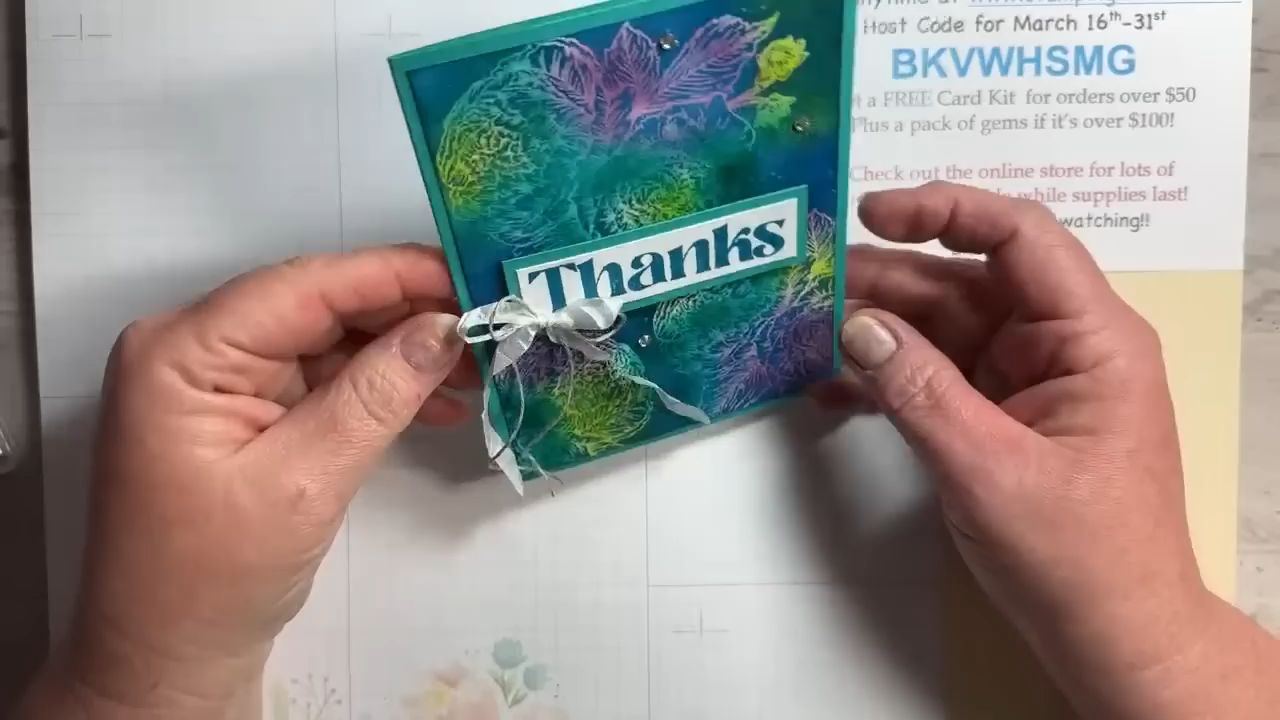 Host Code for March 16th-31st
BKVWHSMG
a FREE Card Kit for orders over $50
Plus a pack of gems if it's over $100!
Check out the online store for lots of
while supplies last!
watching!!
Thanks